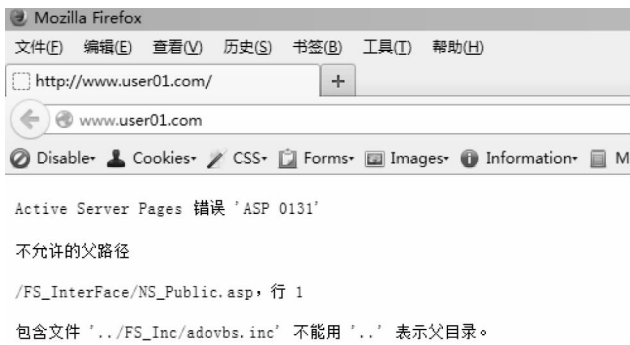 Mozilla Firefox
文件(F) 编辑(E) 查看(V) 历史(S) 书签(B) 工具(T) 帮助(H)
http://www.user01.com/ +
www.user01.com
Disable Cookies CSS Forms Images Information M
Active Server Pages 错误 'ASP 0131'
不允许的父路径
/FS_InterFace/NS_Public.asp，行 1
包含文件 '../FS_Inc/adovbs.inc' 不能用 '..' 表示父目录。